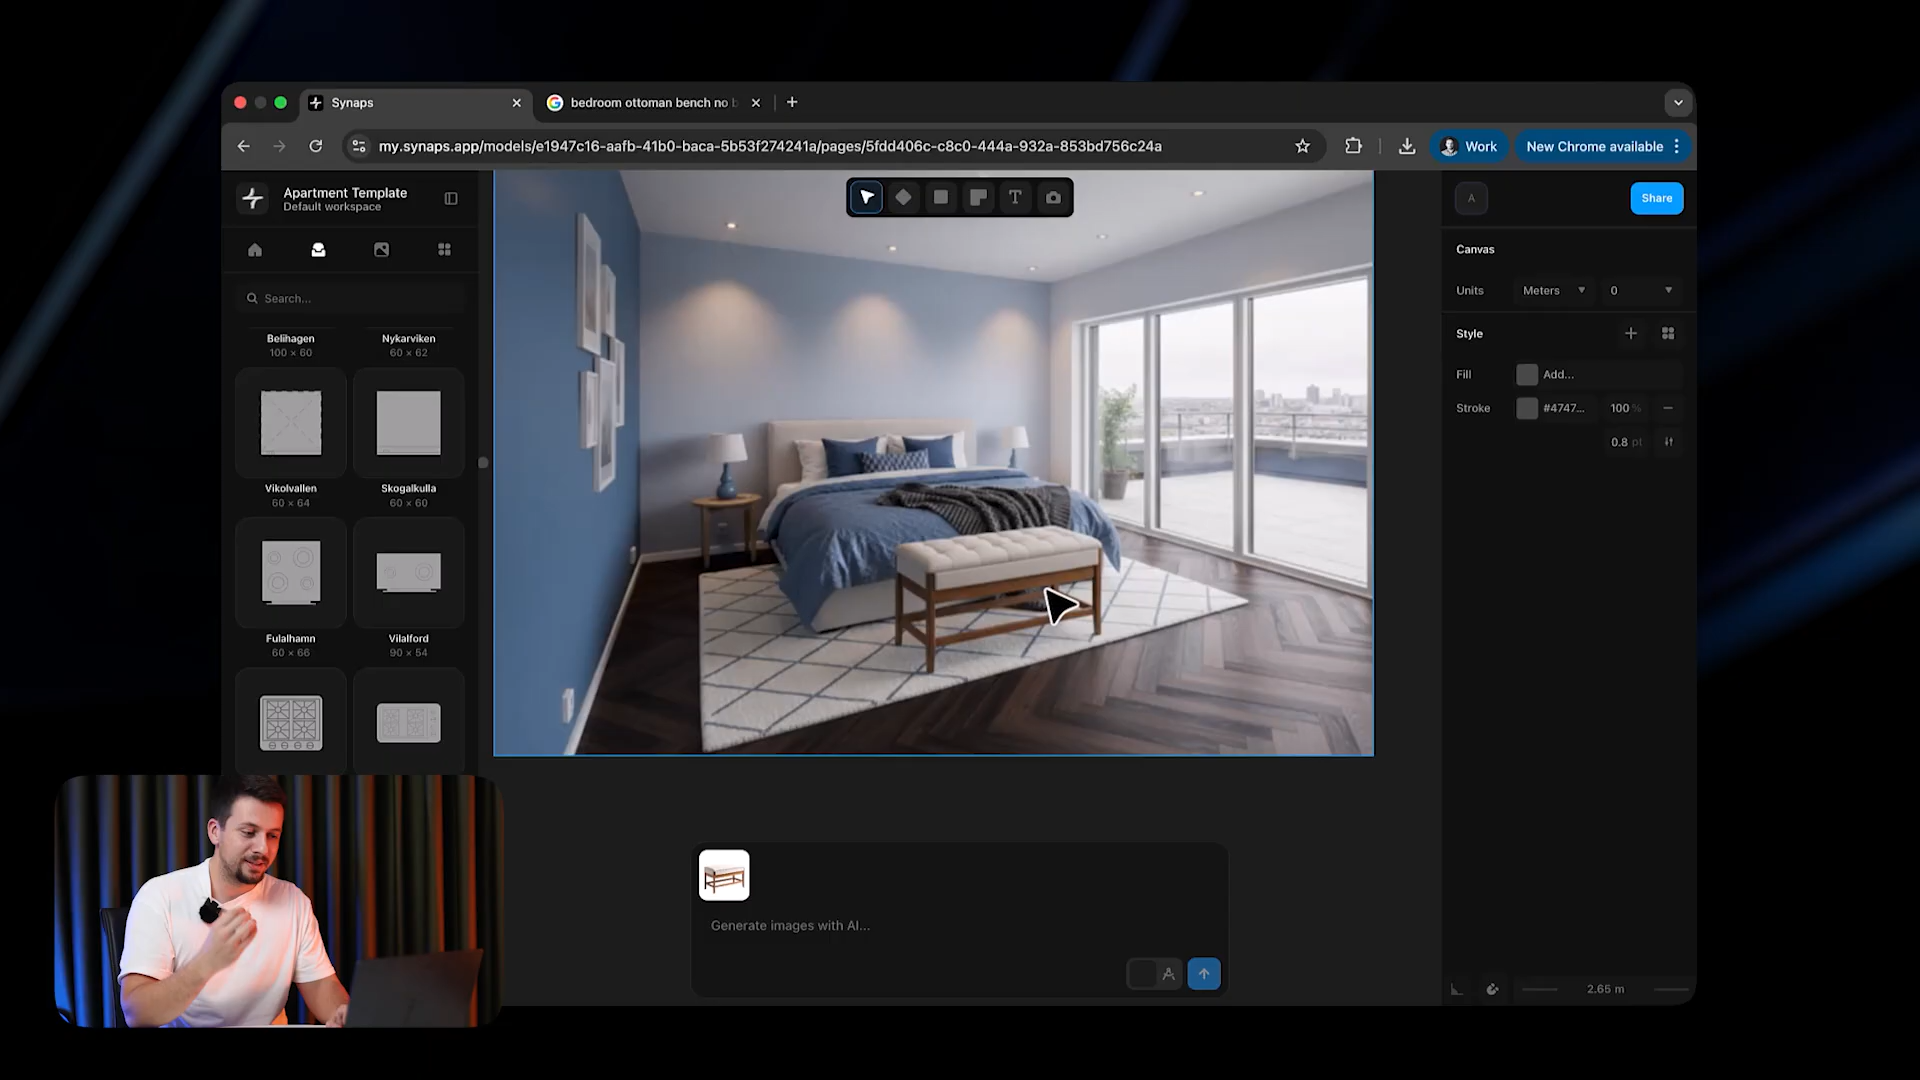 Synaps
bedroom ottoman bench no
my.synaps.app/models/e1947c16-aafb-41b0-baca-5b53f274241a/pages/5fdd406c-c8c0-444a-932a-853bd756c24a
Work
New Chrome available
Apartment Template
Default workspace
T
A
Share
Search...
Canvas
Units Meters 0
Style
Fill Add...
Stroke #4747... 100 %
0.8 pt
Belihagen Nykarviken
100 × 60 60 × 62
Vikolvallen Skogalkulla
60 × 64 60 × 60
Fulalhamn Vilalford
60 × 66 90 × 54
Generate images with AI...
2.65 m